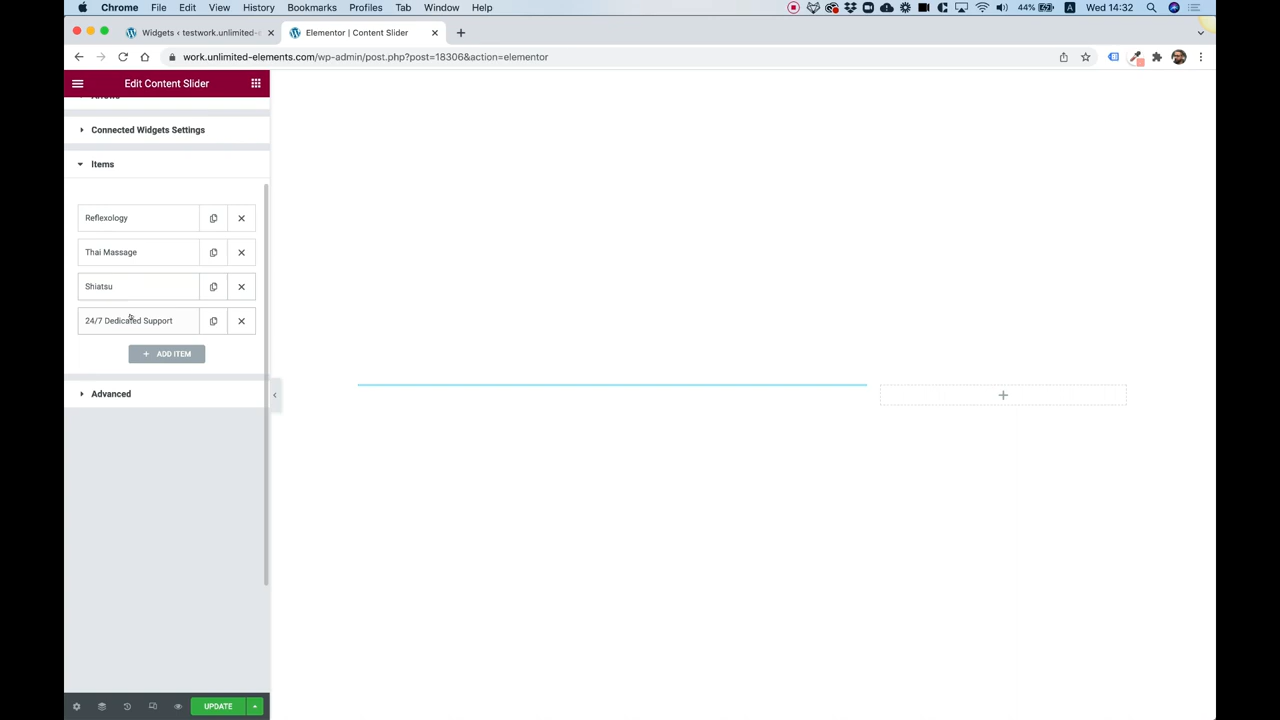 Chrome File Edit View History Bookmarks Profiles Tab Window Help 44% A Wed 14:32
Widgets ‹ testwork.unlimited-e
Elementor | Content Slider
work.unlimited-elements.com/wp-admin/post.php?post=18306&action=elementor
Edit Content Slider
Connected Widgets Settings
Items
Reflexology
Thai Massage
Shiatsu
24/7 Dedicated Support
+ ADD ITEM
Advanced
UPDATE